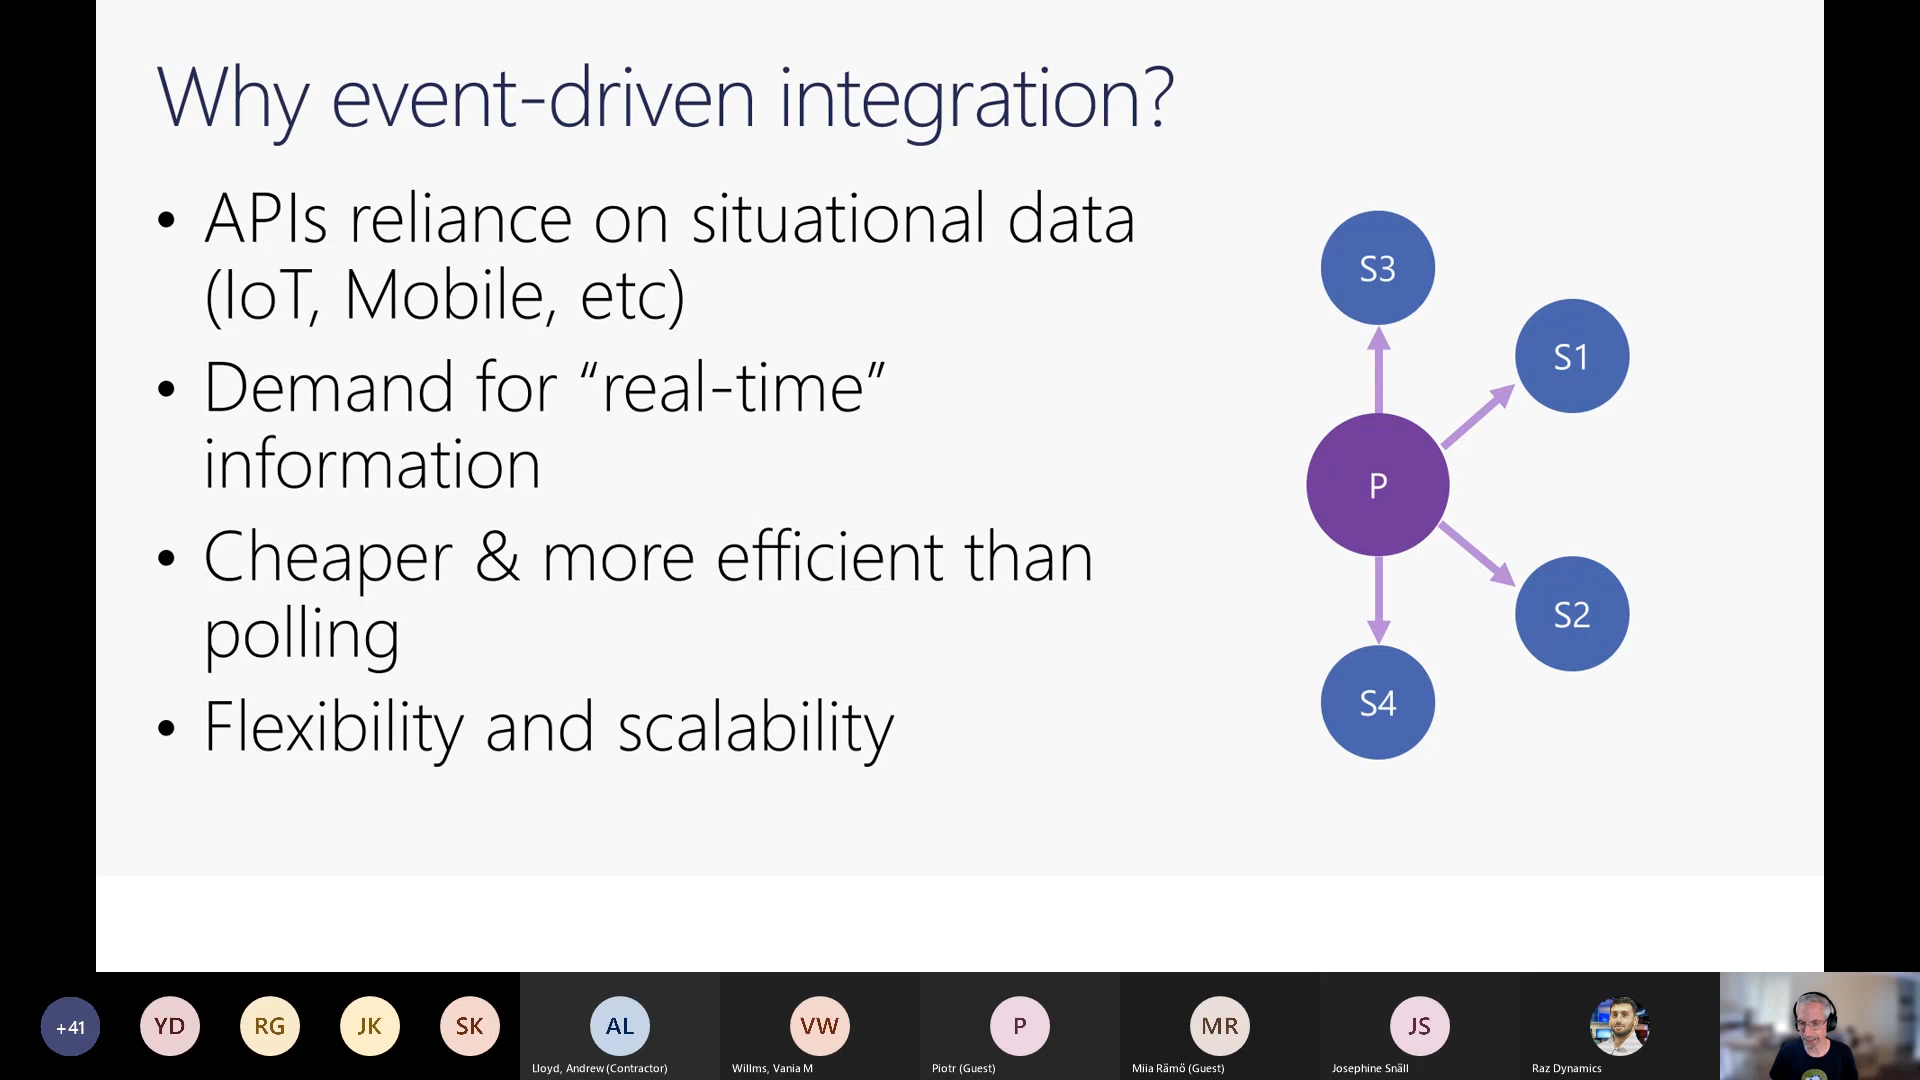 Why event-driven integration?
• APIs reliance on situational data
(IoT, Mobile, etc)
• Demand for “real-time”
information
• Cheaper & more efficient than
polling
• Flexibility and scalability
S3
S1
P
S2
S4
+41
YD
RG
JK
SK
AL
VW
P
MR
JS
Lloyd, Andrew (Contractor)
Willms, Vania M
Piotr (Guest)
Miia Rämö (Guest)
Josephine Snäll
Raz Dynamics